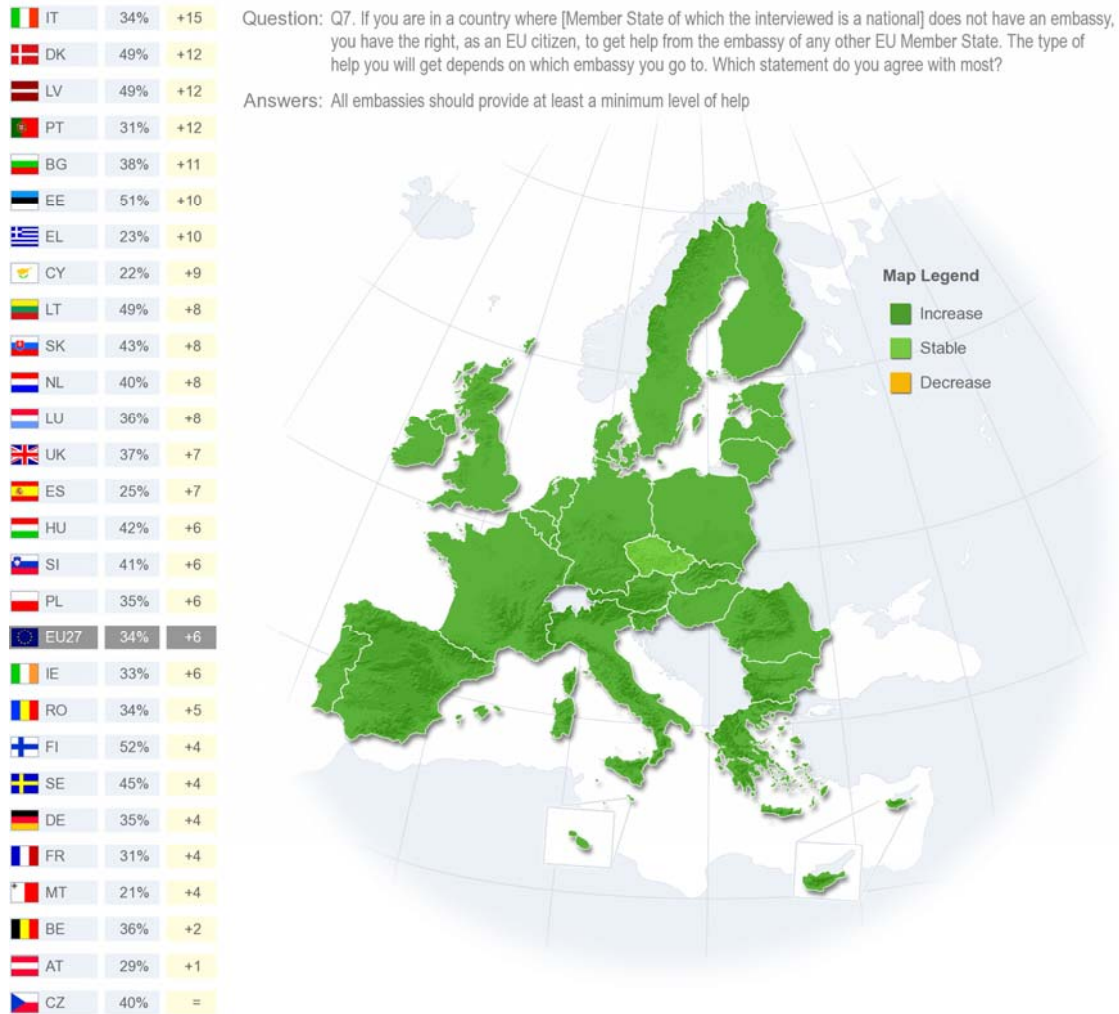 IT 34% +15
DK 49% +12
LV 49% +12
PT 31% +12
BG 38% +11
EE 51% +10
EL 23% +10
CY 22% +9
LT 49% +8
SK 43% +8
NL 40% +8
LU 36% +8
UK 37% +7
ES 25% +7
HU 42% +6
SI 41% +6
PL 35% +6
EU27 34% +6
IE 33% +6
RO 34% +5
FI 52% +4
SE 45% +4
DE 35% +4
FR 31% +4
MT 21% +4
BE 36% +2
AT 29% +1
CZ 40% =
Question: Q7. If you are in a country where [Member State of which the interviewed is a national] does not have an embassy,
you have the right, as an EU citizen, to get help from the embassy of any other EU Member State. The type of
help you will get depends on which embassy you go to. Which statement do you agree with most?
Answers: All embassies should provide at least a minimum level of help
Map Legend
Increase
Stable
Decrease